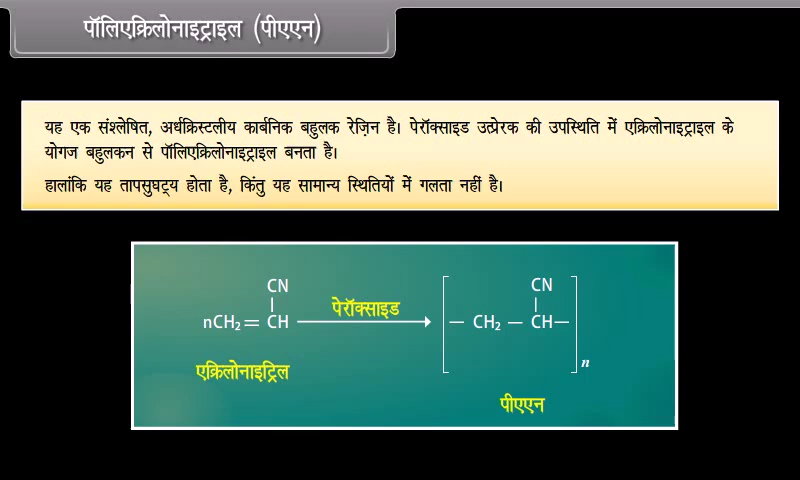 पॉलिएक्रिलोनाइट्राइल (पीएएन)
यह एक संश्लेषित, अर्धक्रिस्टलीय कार्बनिक बहुलक रेज़िन है। पेरॉक्साइड उत्प्रेरक की उपस्थिति में एक्रिलोनाइट्राइल के
योगज बहुलकन से पॉलिएक्रिलोनाइट्राइल बनता है।
हालांकि यह तापसुघट्य होता है, किंतु यह सामान्य स्थितियों में गलता नहीं है।
CN
nCH₂ = CH
पेरॉक्साइड
एक्रिलोनाइट्रिल
CN
— CH₂ — CH —
n
पीएएन